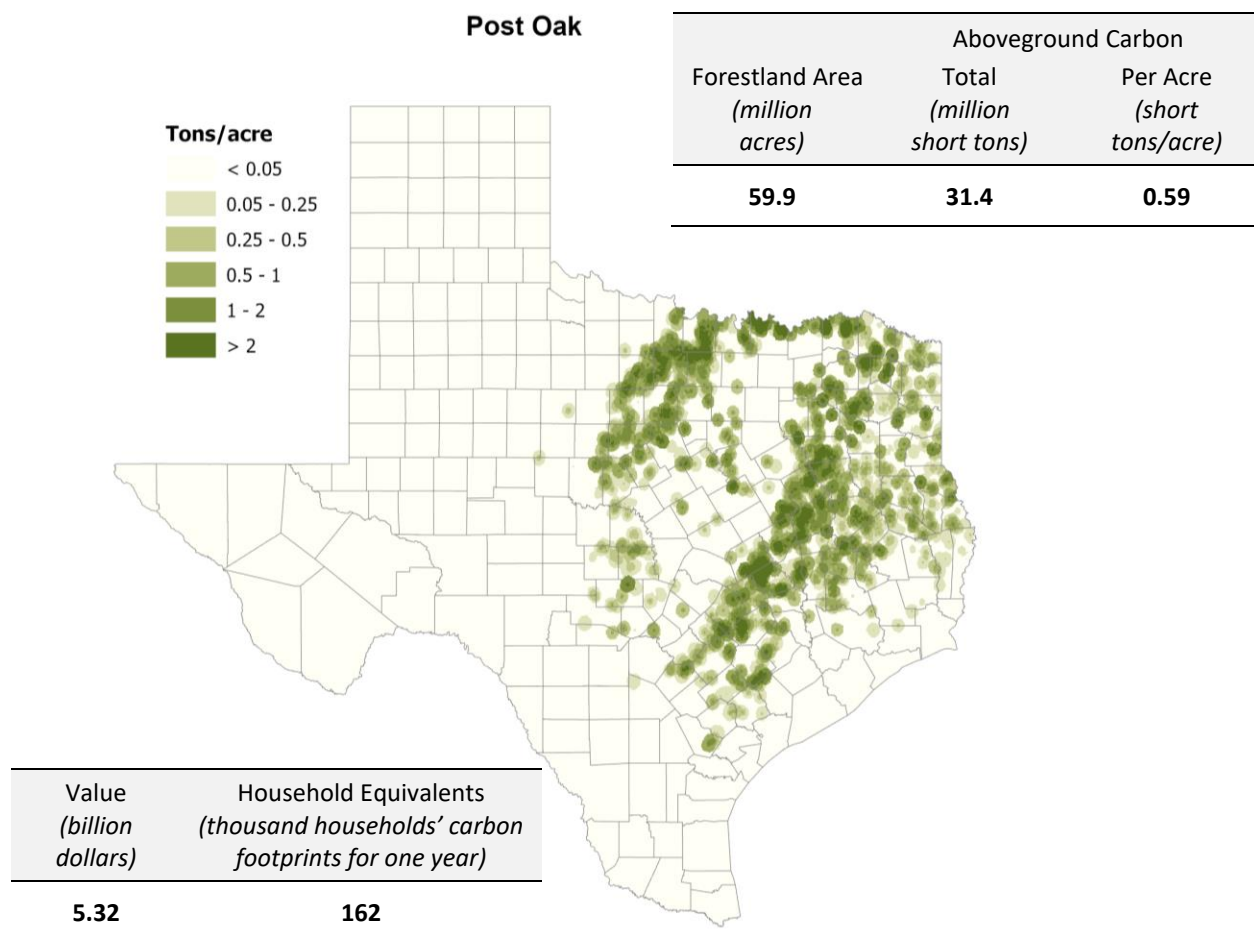 Post Oak
Aboveground Carbon
Forestland Area Total Per Acre
(million (million (short
acres) short tons) tons/acre)
59.9 31.4 0.59
Tons/acre
< 0.05
0.05 - 0.25
0.25 - 0.5
0.5 - 1
1 - 2
> 2
Value Household Equivalents
(billion (thousand households’ carbon
dollars) footprints for one year)
5.32 162